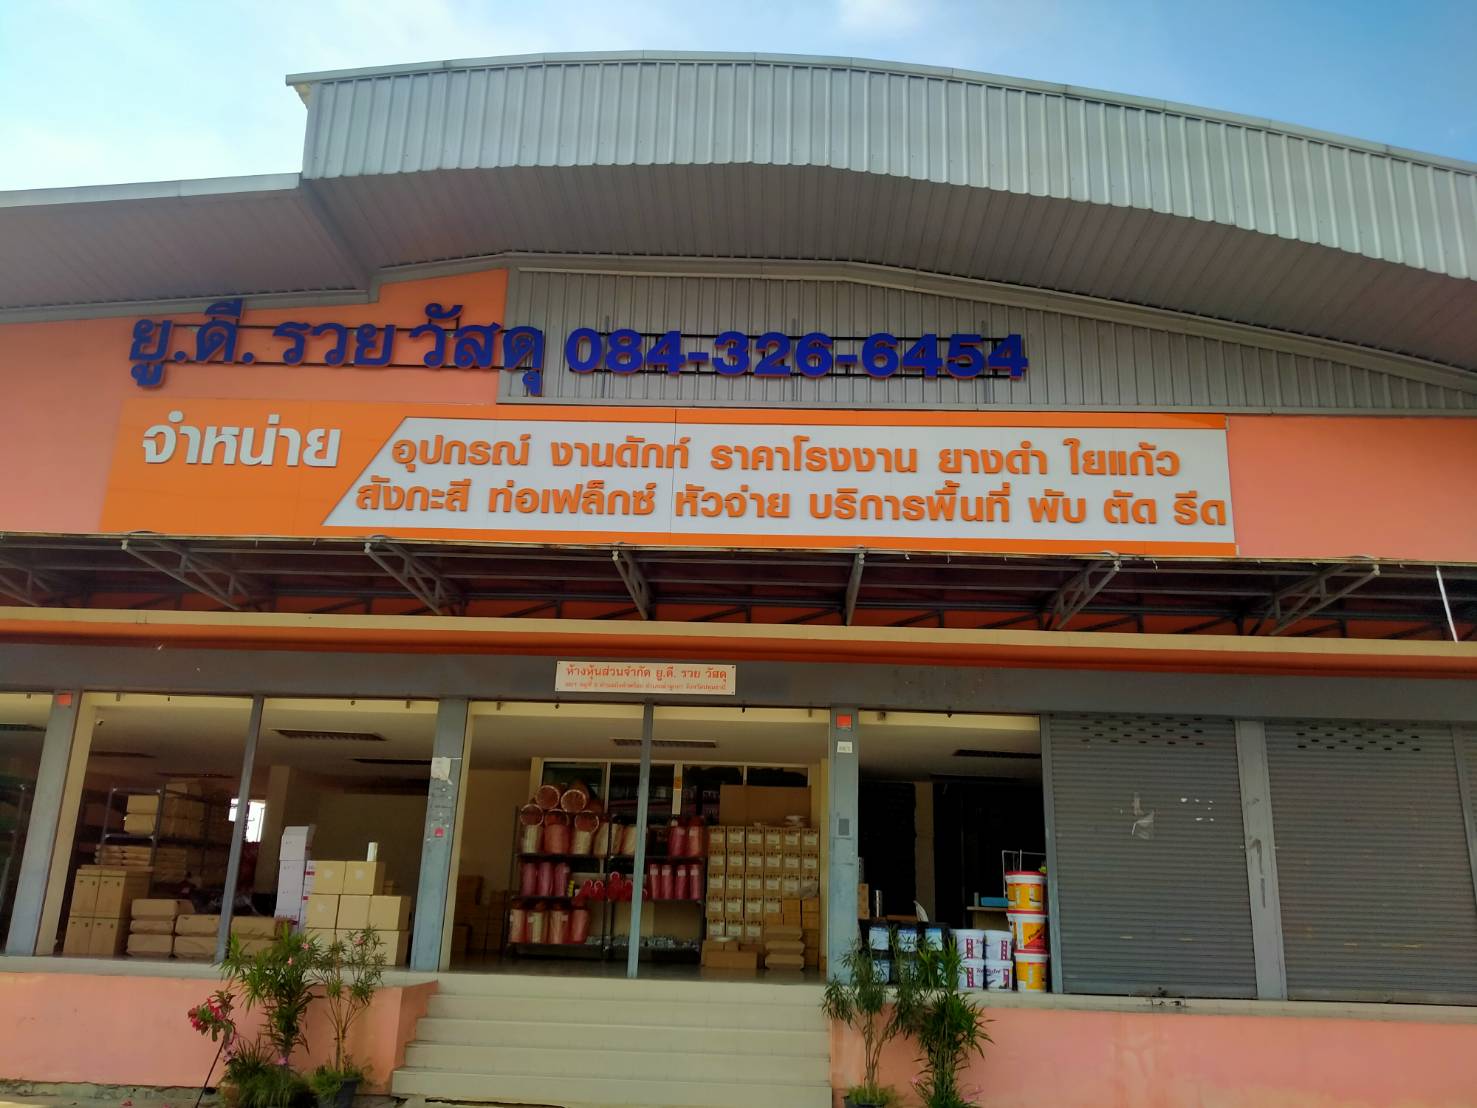 ยู.ดี. รวย วัสดุ 084-326-6454
จำหน่าย
อุปกรณ์ งานดักท์ ราคาโรงงาน ยางดำ ใยแก้ว
สังกะสี ท่อเฟล็กซ์ หัวจ่าย บริการพื้นที่ พับ ตัด รีด
ห้างหุ้นส่วนจำกัด ยู.ดี. รวย วัสดุ